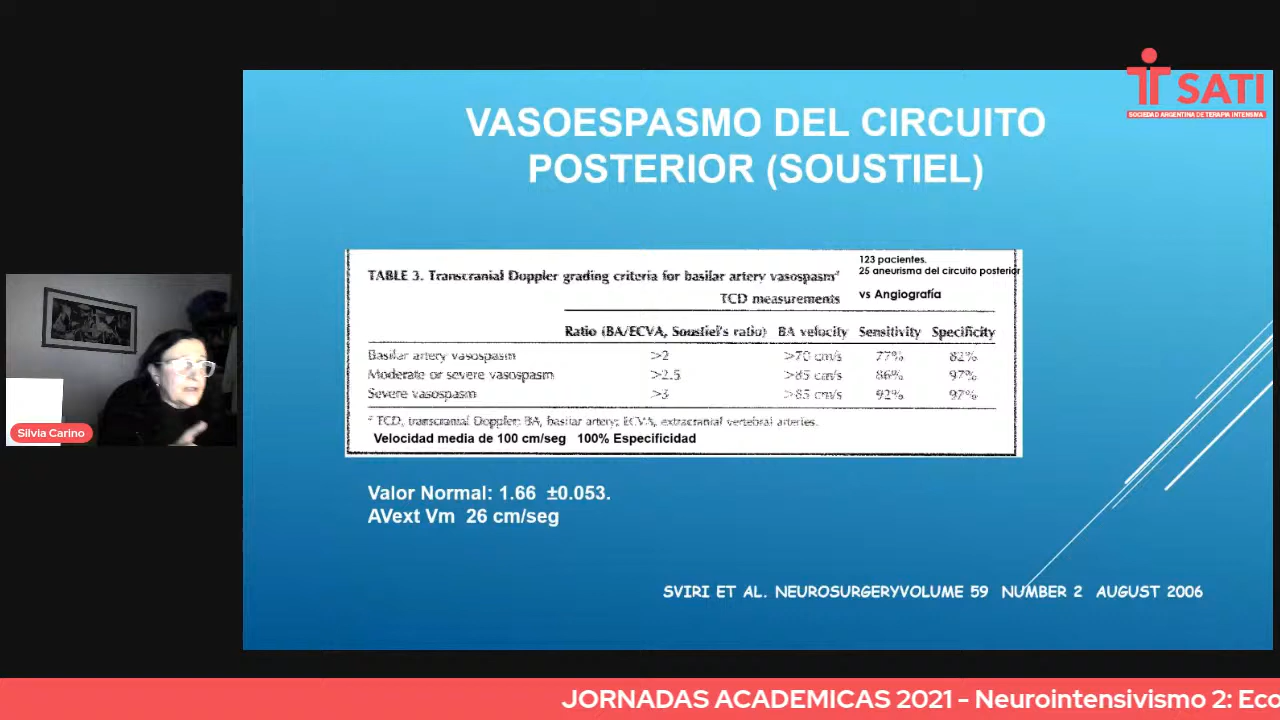 SATI
SOCIEDAD ARGENTINA DE TERAPIA INTENSIVA
VASOESPASMO DEL CIRCUITO
POSTERIOR (SOUSTIEL)
123 pacientes.
25 aneurisma del circuito posterior
vs Angiografía
TABLE 3. Transcranial Doppler grading criteria for basilar artery vasospasm
TCD measurements
Ratio (BA/ECVA, Soustiel's ratio) BA velocity Sensitivity Specificity
Basilar artery vasospasm >2 >70 cm/s 77% 82%
Moderate or severe vasospasm >2.5 >85 cm/s 86% 97%
Severe vasospasm >3 >85 cm/s 92% 97%
TCD, transcranial Doppler; BA, basilar artery; ECVA, extracranial vertebral arteries.
Velocidad media de 100 cm/seg 100% Especificidad
Valor Normal: 1.66 ±0.053.
AVext Vm 26 cm/seg
SVIRI ET AL. NEUROSURGERYVOLUME 59 NUMBER 2 AUGUST 2006
Silvia Carino
JORNADAS ACADEMICAS 2021 - Neurointensivismo 2: Eco